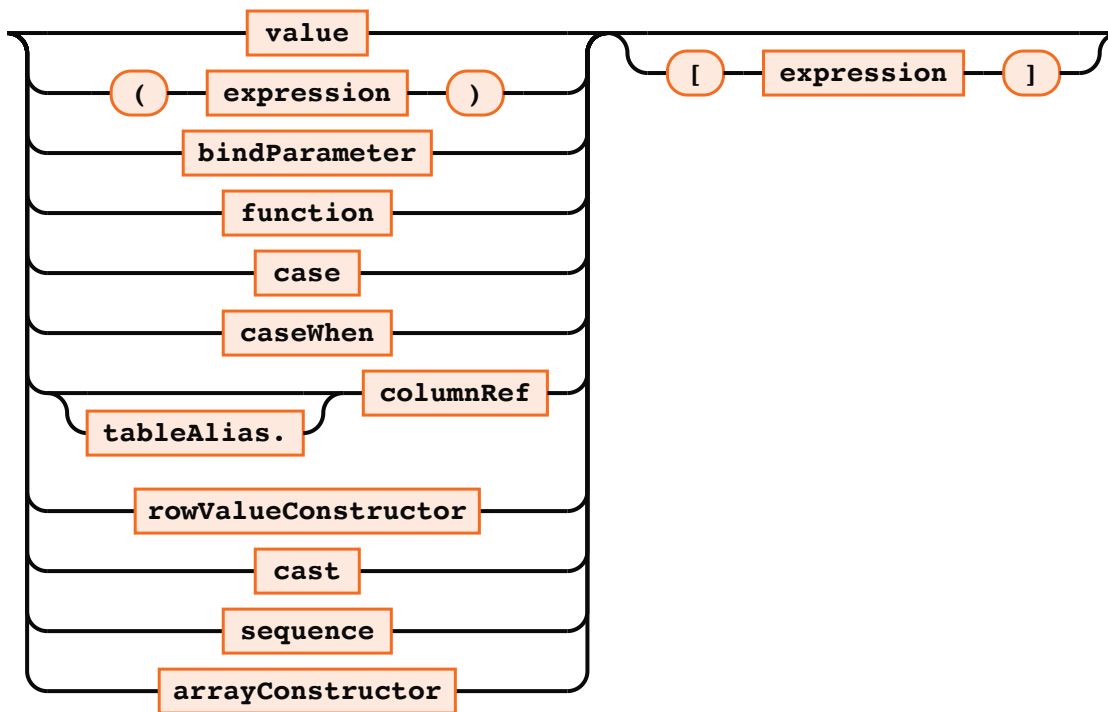 value
( expression ) [ expression ]
bindParameter
function
case
caseWhen
columnRef
tableAlias.
rowValueConstructor
cast
sequence
arrayConstructor